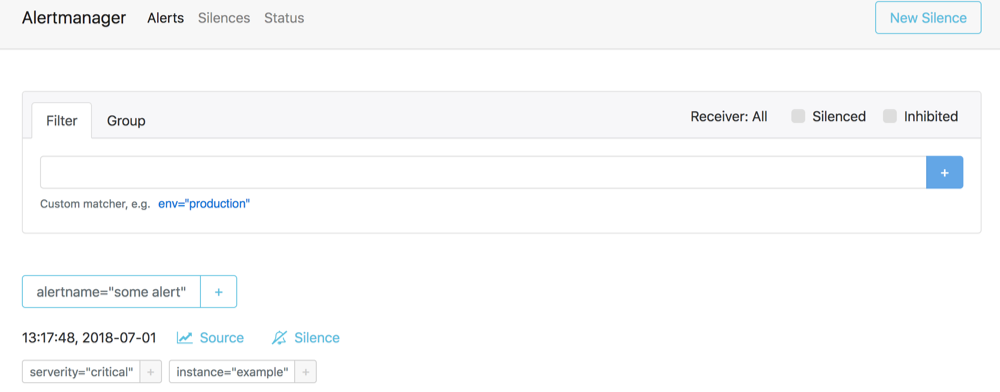 Alertmanager Alerts Silences Status New Silence
Filter Group Receiver: All Silenced Inhibited
+
Custom matcher, e.g. env="production"
alertname="some alert" +
13:17:48, 2018-07-01 Source Silence
serverity="critical" + instance="example" +